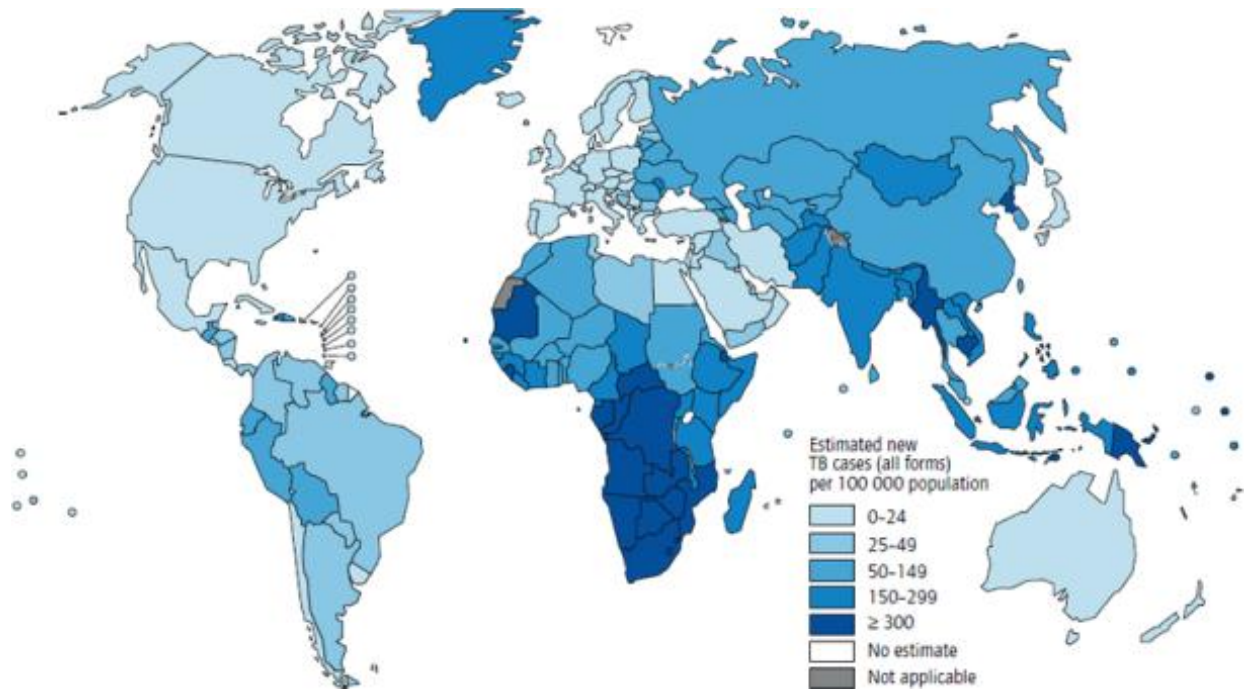 Estimated new
TB cases (all forms)
per 100 000 population
0–24
25–49
50–149
150–299
≥ 300
No estimate
Not applicable